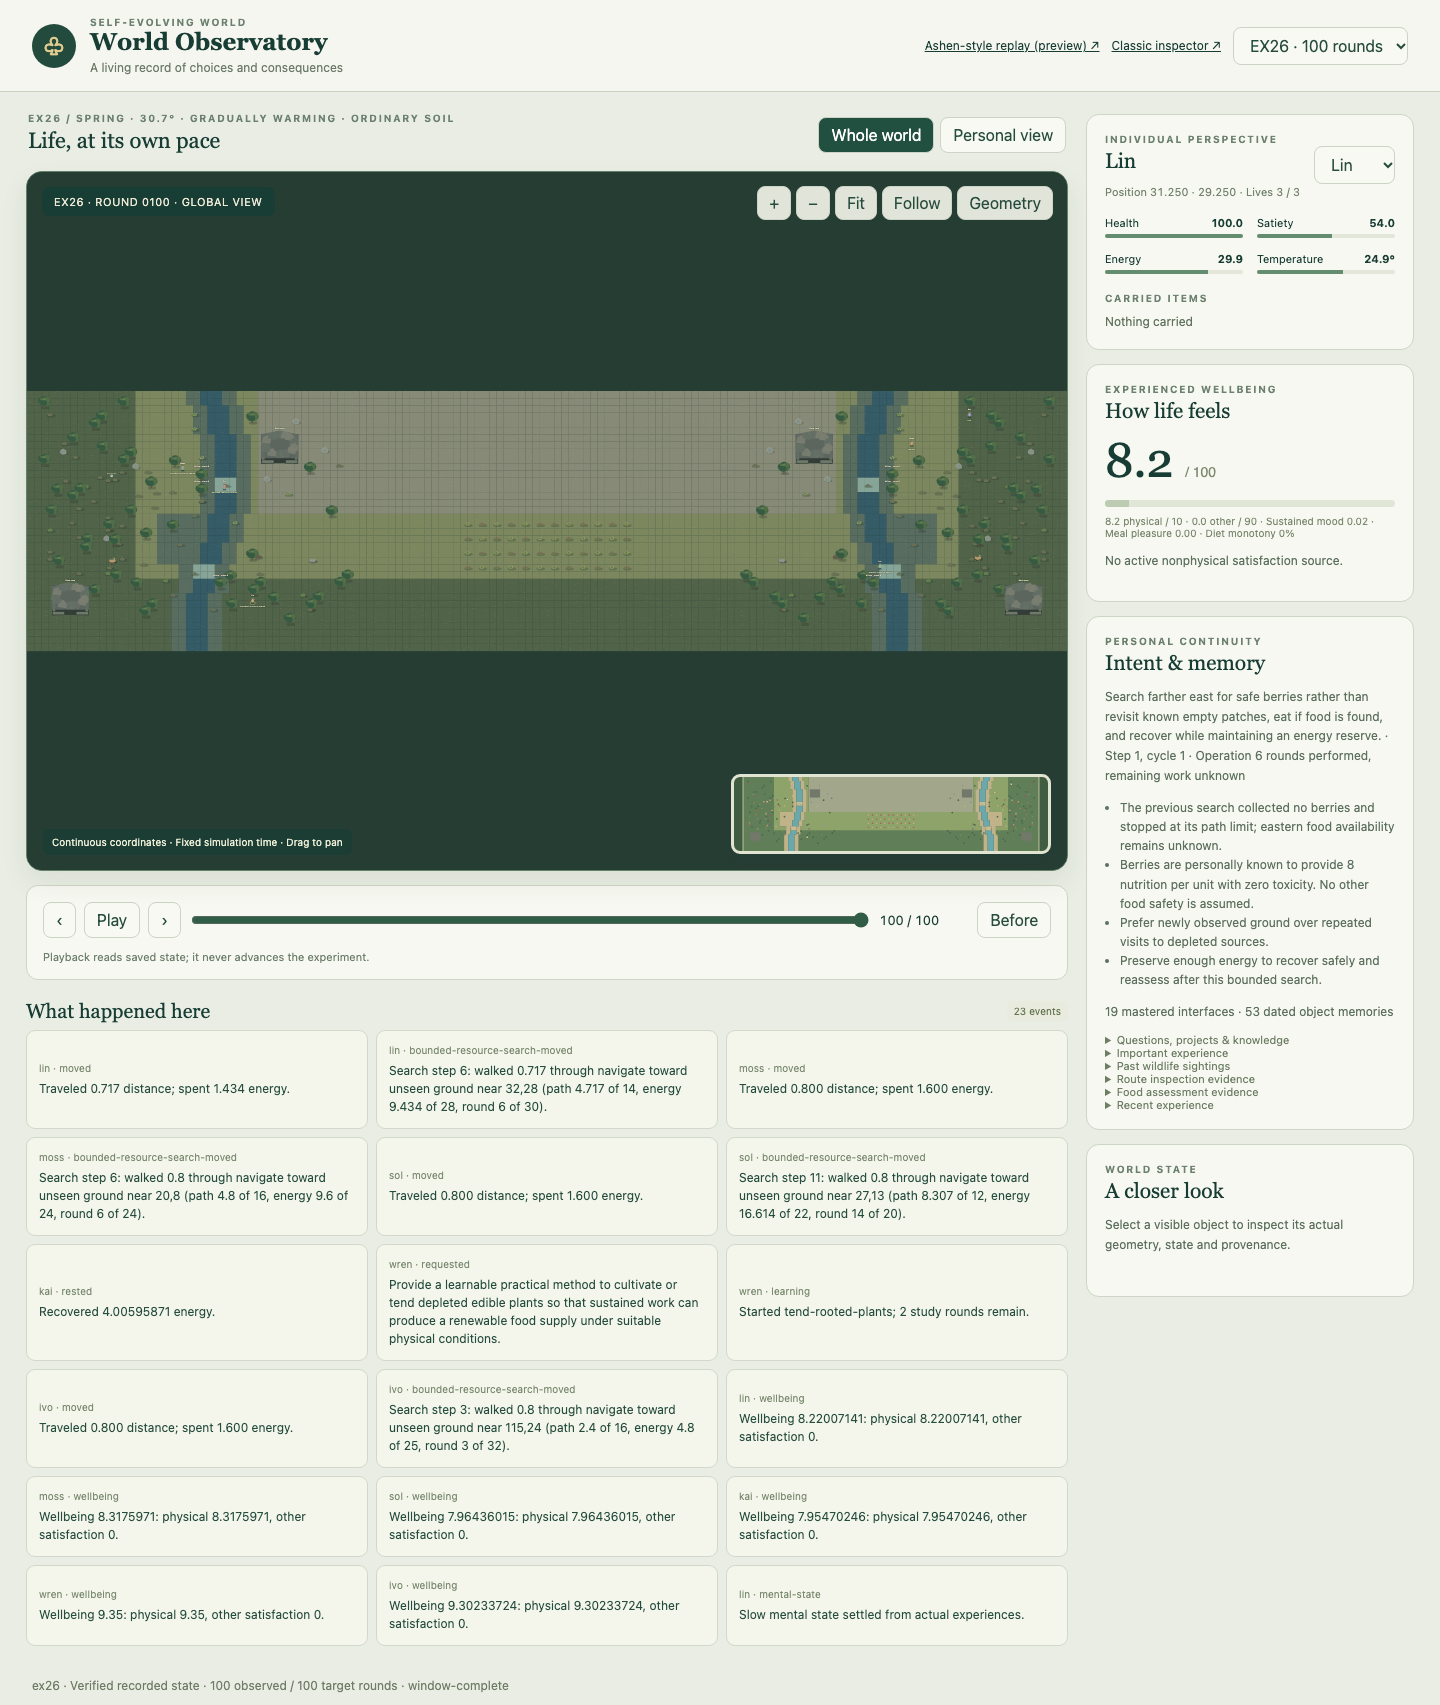 SELF-EVOLVING WORLD
World Observatory
A living record of choices and consequences
Ashen-style replay (preview) ↗
Classic inspector ↗
EX26 · 100 rounds
EX26 / SPRING · 30.7° · GRADUALLY WARMING · ORDINARY SOIL
Life, at its own pace
Whole world
Personal view
EX26 · ROUND 0100 · GLOBAL VIEW
+
−
Fit
Follow
Geometry
Continuous coordinates · Fixed simulation time · Drag to pan
‹
Play
›
100 / 100
Before
Playback reads saved state; it never advances the experiment.
What happened here
23 events
lin · moved
Traveled 0.717 distance; spent 1.434 energy.
lin · bounded-resource-search-moved
Search step 6: walked 0.717 through navigate toward
unseen ground near 32,28 (path 4.717 of 14, energy
9.434 of 28, round 6 of 30).
moss · moved
Traveled 0.800 distance; spent 1.600 energy.
moss · bounded-resource-search-moved
Search step 6: walked 0.8 through navigate toward
unseen ground near 20,8 (path 4.8 of 16, energy 9.6 of
24, round 6 of 24).
sol · moved
Traveled 0.800 distance; spent 1.600 energy.
sol · bounded-resource-search-moved
Search step 11: walked 0.8 through navigate toward
unseen ground near 27,13 (path 8.307 of 12, energy
16.614 of 22, round 14 of 20).
kai · rested
Recovered 4.00595871 energy.
wren · requested
Provide a learnable practical method to cultivate or
tend depleted edible plants so that sustained work can
produce a renewable food supply under suitable
physical conditions.
wren · learning
Started tend-rooted-plants; 2 study rounds remain.
ivo · moved
Traveled 0.800 distance; spent 1.600 energy.
ivo · bounded-resource-search-moved
Search step 3: walked 0.8 through navigate toward
unseen ground near 115,24 (path 2.4 of 16, energy 4.8
of 25, round 3 of 32).
lin · wellbeing
Wellbeing 8.22007141: physical 8.22007141, other
satisfaction 0.
moss · wellbeing
Wellbeing 8.3175971: physical 8.3175971, other
satisfaction 0.
sol · wellbeing
Wellbeing 7.96436015: physical 7.96436015, other
satisfaction 0.
kai · wellbeing
Wellbeing 7.95470246: physical 7.95470246, other
satisfaction 0.
wren · wellbeing
Wellbeing 9.35: physical 9.35, other satisfaction 0.
ivo · wellbeing
Wellbeing 9.30233724: physical 9.30233724, other
satisfaction 0.
lin · mental-state
Slow mental state settled from actual experiences.
INDIVIDUAL PERSPECTIVE
Lin
Lin
Position 31.250 · 29.250 · Lives 3 / 3
Health 100.0
Satiety 54.0
Energy 29.9
Temperature 24.9°
CARRIED ITEMS
Nothing carried
EXPERIENCED WELLBEING
How life feels
8.2 / 100
8.2 physical / 10 · 0.0 other / 90 · Sustained mood 0.02 ·
Meal pleasure 0.00 · Diet monotony 0%
No active nonphysical satisfaction source.
PERSONAL CONTINUITY
Intent & memory
Search farther east for safe berries rather than
revisit known empty patches, eat if food is found,
and recover while maintaining an energy reserve. ·
Step 1, cycle 1 · Operation 6 rounds performed,
remaining work unknown
• The previous search collected no berries and
stopped at its path limit; eastern food availability
remains unknown.
• Berries are personally known to provide 8
nutrition per unit with zero toxicity. No other
food safety is assumed.
• Prefer newly observed ground over repeated
visits to depleted sources.
• Preserve enough energy to recover safely and
reassess after this bounded search.
19 mastered interfaces · 53 dated object memories
▶ Questions, projects & knowledge
▶ Important experience
▶ Past wildlife sightings
▶ Route inspection evidence
▶ Food assessment evidence
▶ Recent experience
WORLD STATE
A closer look
Select a visible object to inspect its actual
geometry, state and provenance.
ex26 · Verified recorded state · 100 observed / 100 target rounds · window-complete